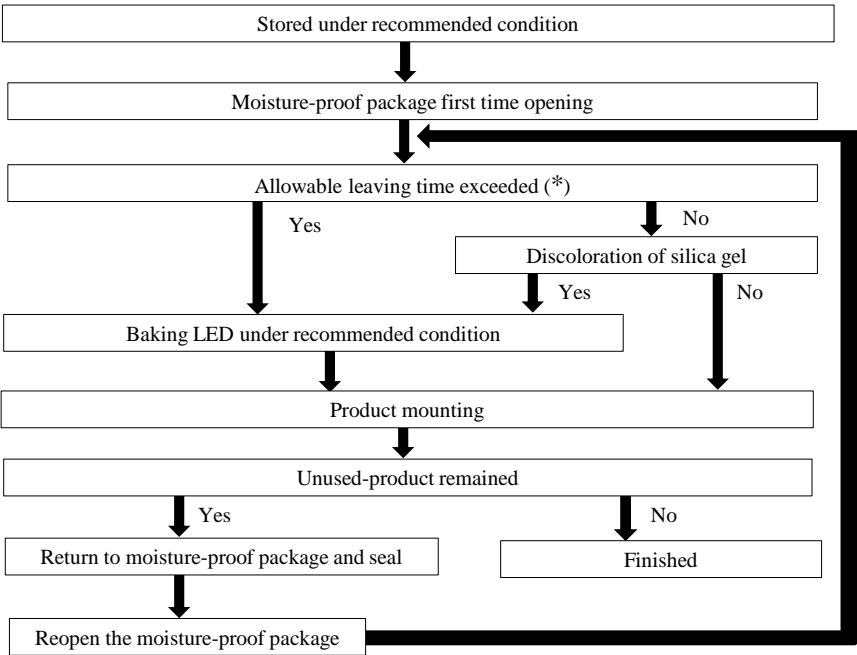 Stored under recommended condition
Moisture-proof package first time opening
Allowable leaving time exceeded (*)
Yes
No
Discoloration of silica gel
Yes
No
Baking LED under recommended condition
Product mounting
Unused-product remained
Yes
No
Return to moisture-proof package and seal
Finished
Reopen the moisture-proof package